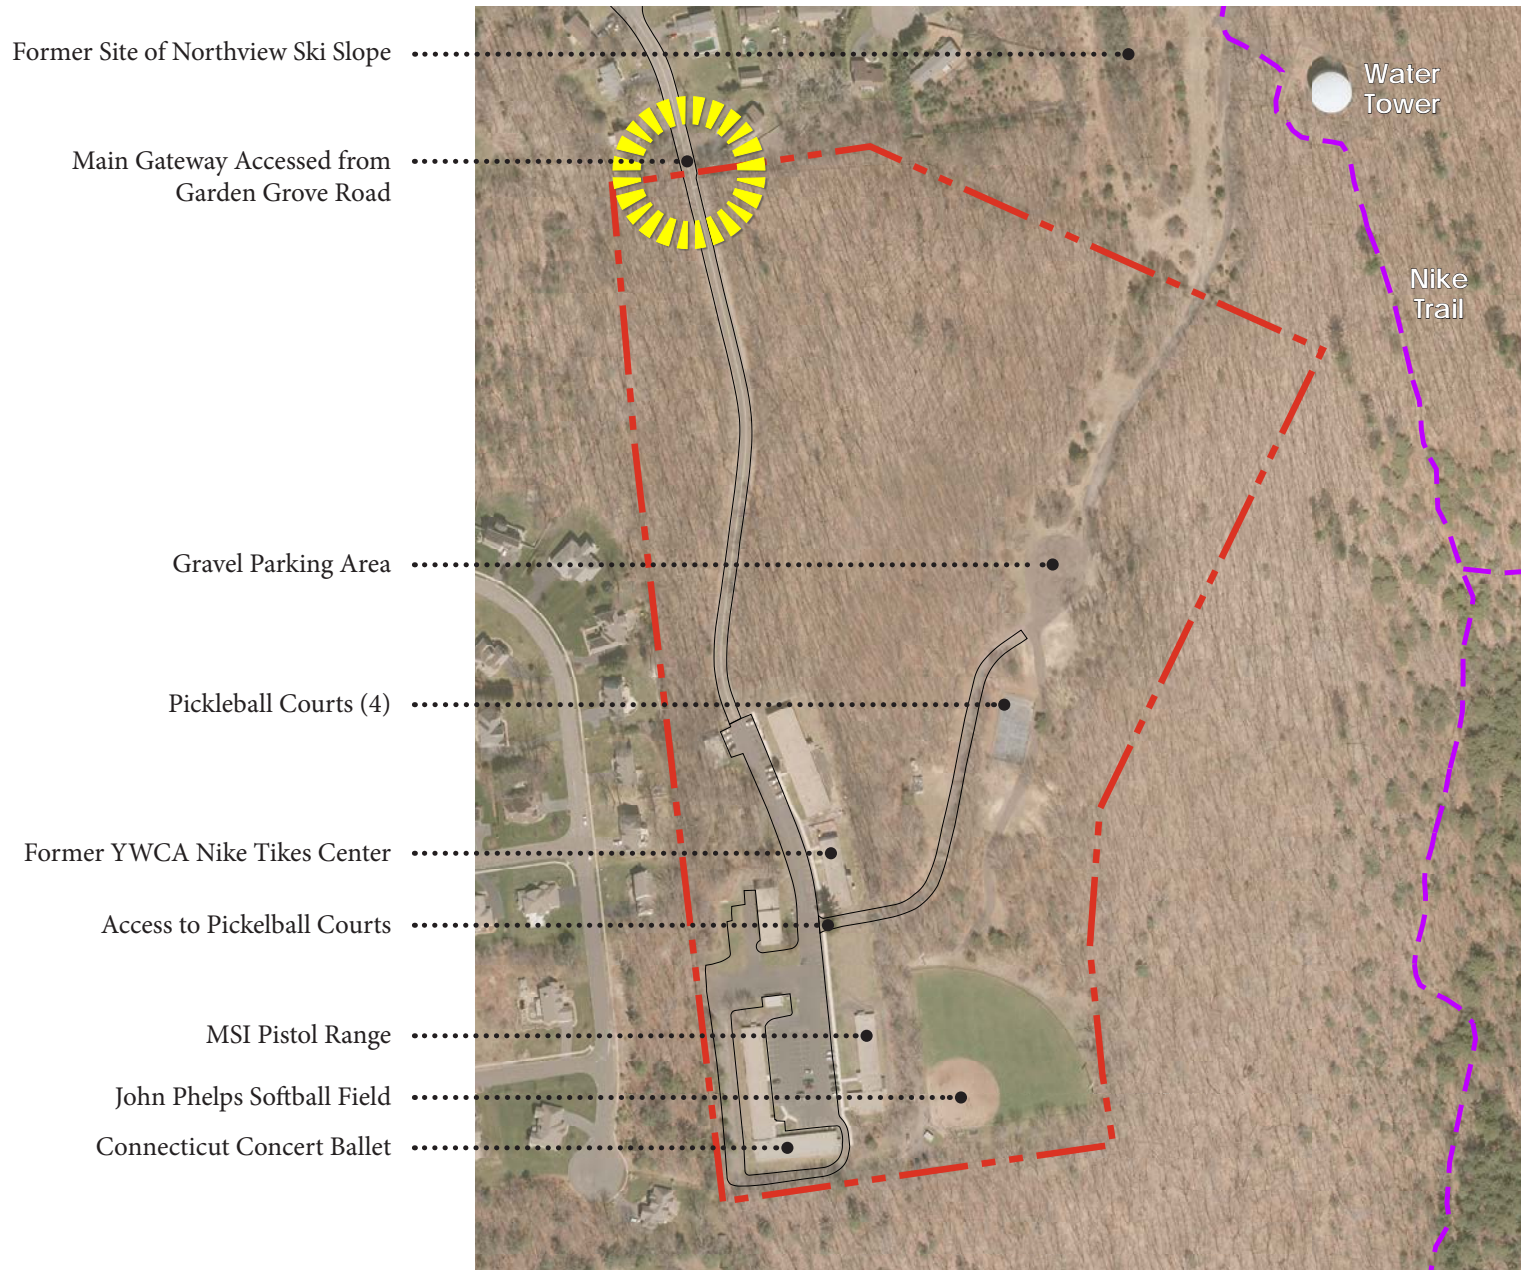 Former Site of Northview Ski Slope
Water
Tower
Main Gateway Accessed from
Garden Grove Road
Nike
Trail
Gravel Parking Area
Pickleball Courts (4)
Former YWCA Nike Tikes Center
Access to Pickelball Courts
MSI Pistol Range
John Phelps Softball Field
Connecticut Concert Ballet